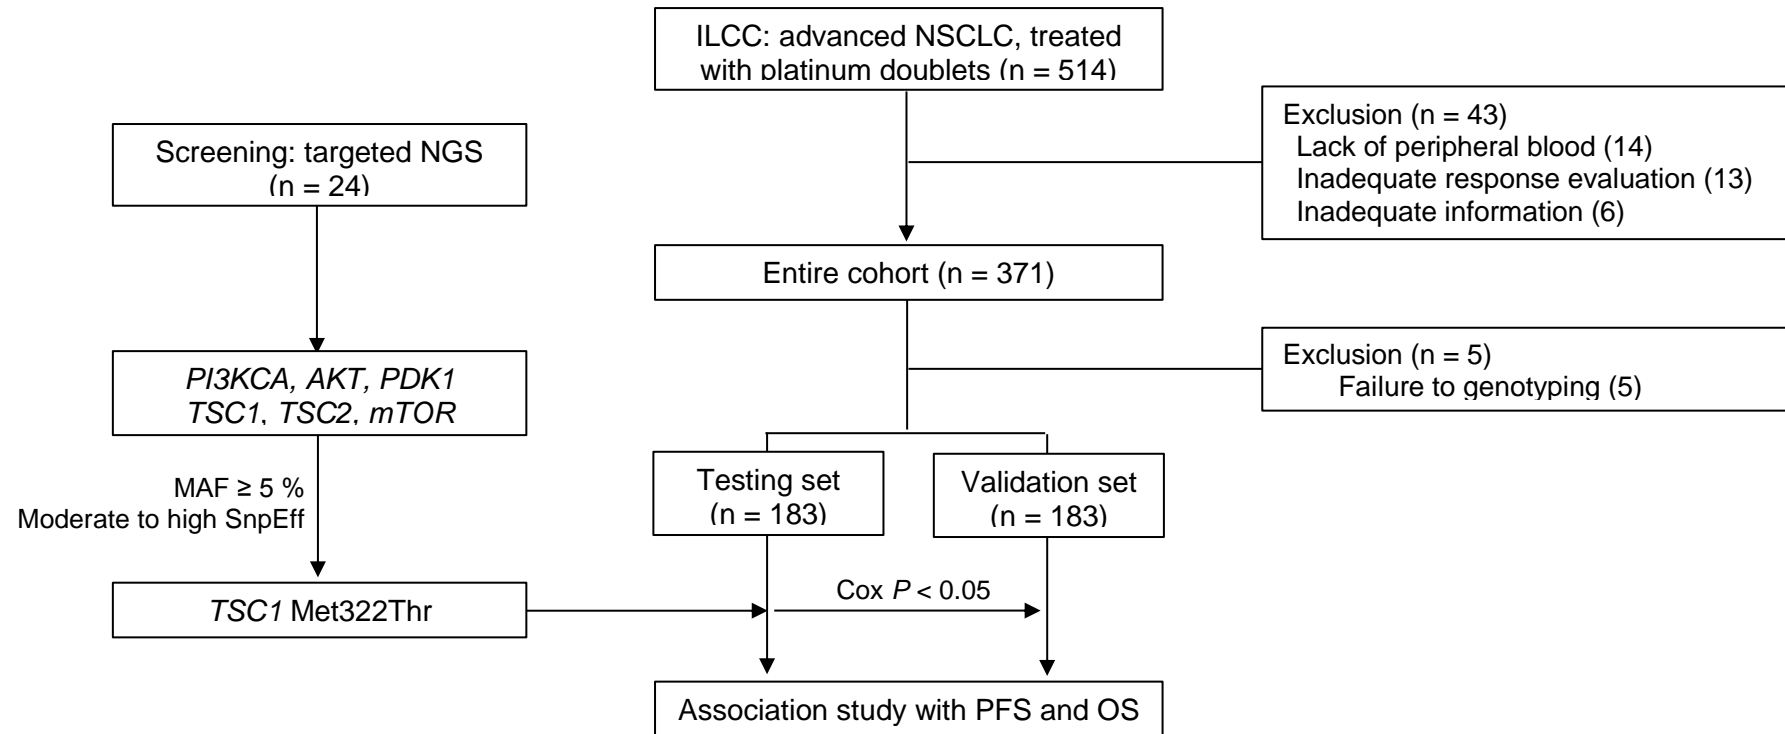 ILCC: advanced NSCLC, treated
with platinum doublets (n = 514)
Exclusion (n = 43)
Lack of peripheral blood (14)
Inadequate response evaluation (13)
Inadequate information (6)
Screening: targeted NGS
(n = 24)
Entire cohort (n = 371)
Exclusion (n = 5)
Failure to genotyping (5)
PI3KCA, AKT, PDK1
TSC1, TSC2, mTOR
MAF ≥ 5 %
Moderate to high SnpEff
Testing set
(n = 183)
Validation set
(n = 183)
TSC1 Met322Thr
Cox P < 0.05
Association study with PFS and OS